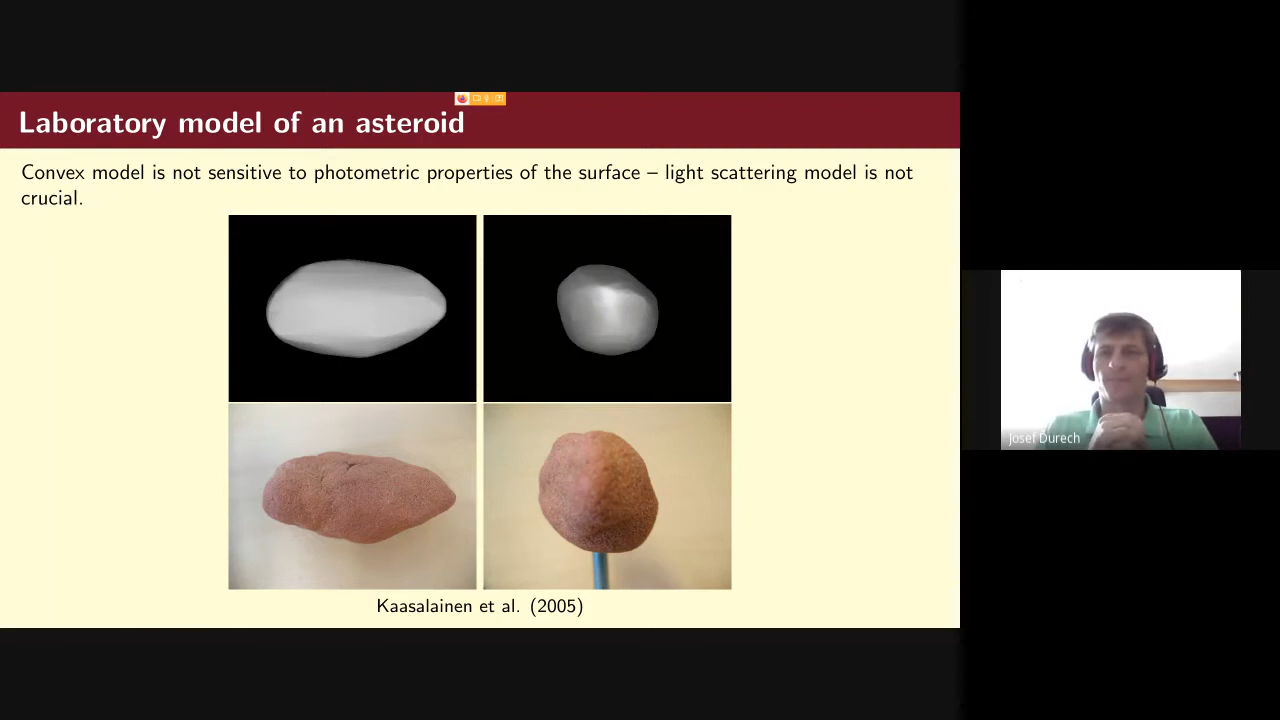 Laboratory model of an asteroid
Convex model is not sensitive to photometric properties of the surface – light scattering model is not
crucial.
Kaasalainen et al. (2005)
Josef Ďurech